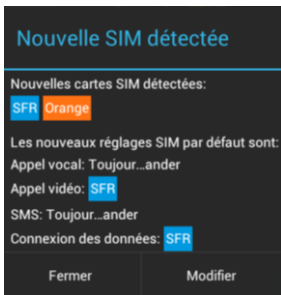 Nouvelle SIM détectée
Nouvelles cartes SIM détectées:
SFR Orange
Les nouveaux réglages SIM par défaut sont:
Appel vocal: Toujour...ander
Appel vidéo: SFR
SMS: Toujour...ander
Connexion des données: SFR
Fermer Modifier